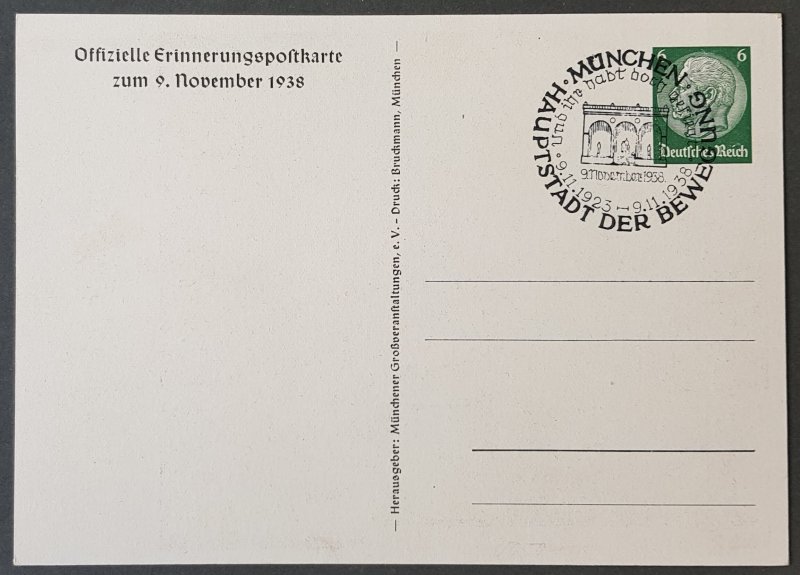 Offizielle Erinnerungspostkarte
zum 9. November 1938
— Herausgeber: Münchener Großveranstaltungen, e. V. – Druck: Bruckmann, München —
6 6
Deutsches Reich
· MÜNCHEN ·
HAUPTSTADT DER BEWEGUNG
· Und ihr habt doch gesiegt ·
9. November 1938.
9.11.1923 — 9.11.1938